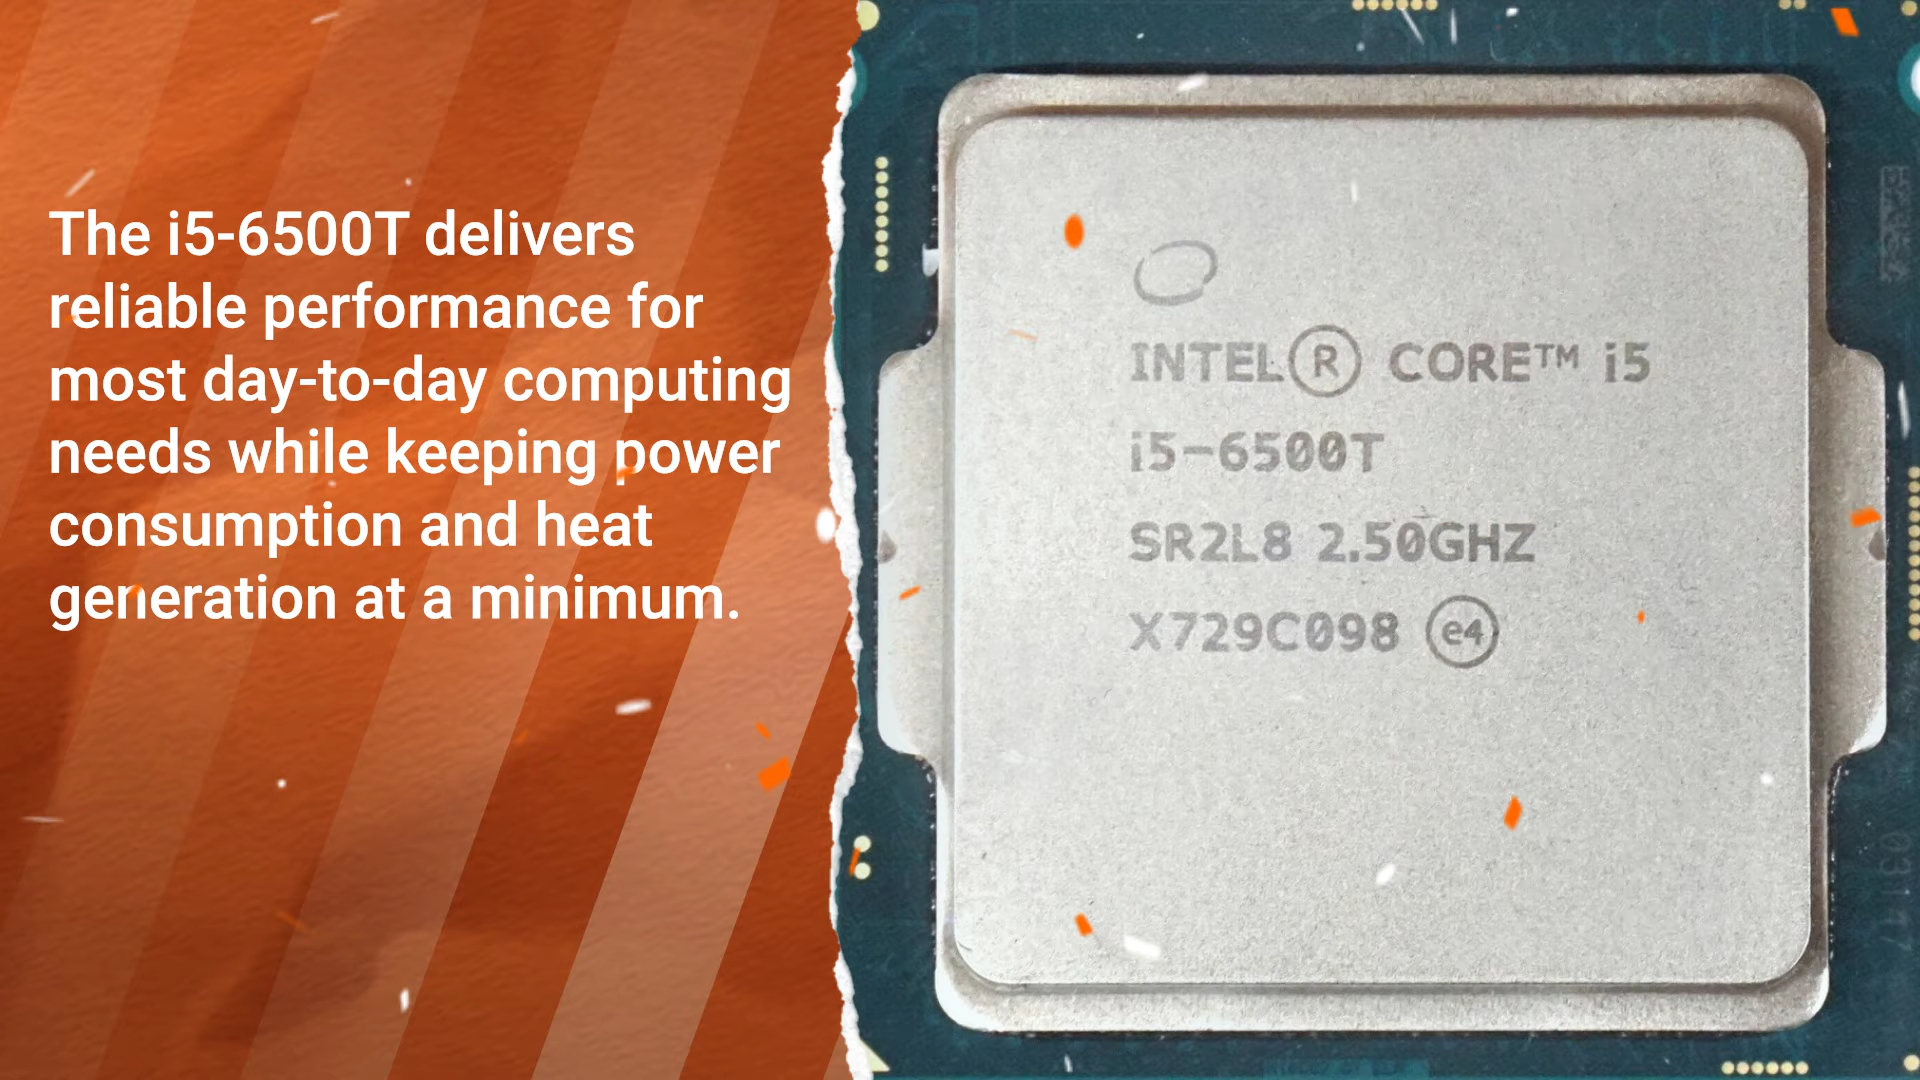 The i5-6500T delivers
reliable performance for
most day-to-day computing
needs while keeping power
consumption and heat
generation at a minimum.
INTEL® CORE™ i5
i5-6500T
SR2L8 2.50GHZ
X729C098 e4